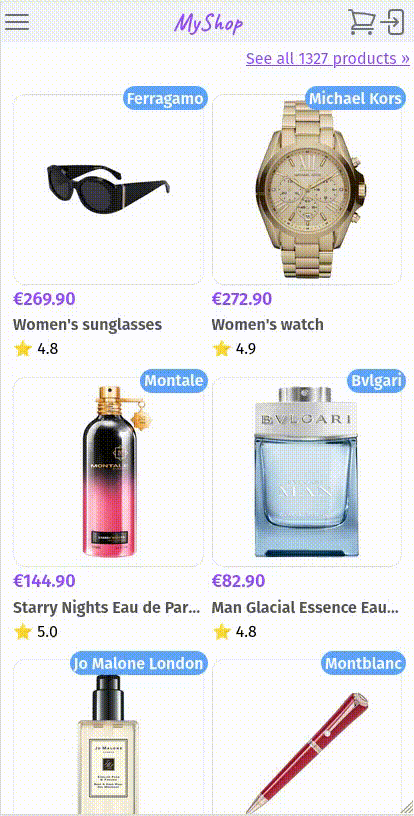 MyShop
See all 1327 products »
Ferragamo
Michael Kors
€269.90
€272.90
Women's sunglasses
Women's watch
4.8
4.9
Montale
Bvlgari
MONTALE
BVLGARI
MAN
€144.90
€82.90
Starry Nights Eau de Par...
Man Glacial Essence Eau...
5.0
4.8
Jo Malone London
Montblanc
JO MALONE
LONDON